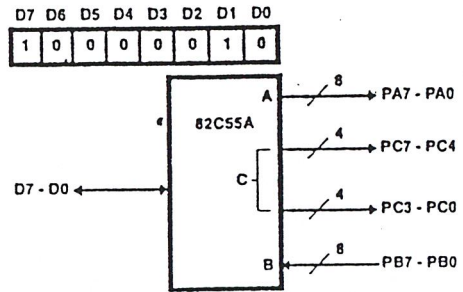 D7 D6 D5 D4 D3 D2 D1 D0
1 0 0 0 0 0 1 0
A 8 PA7 - PA0
82C55A
4 PC7 - PC4
C
D7 - D0
4 PC3 - PC0
B 8 PB7 - PB0